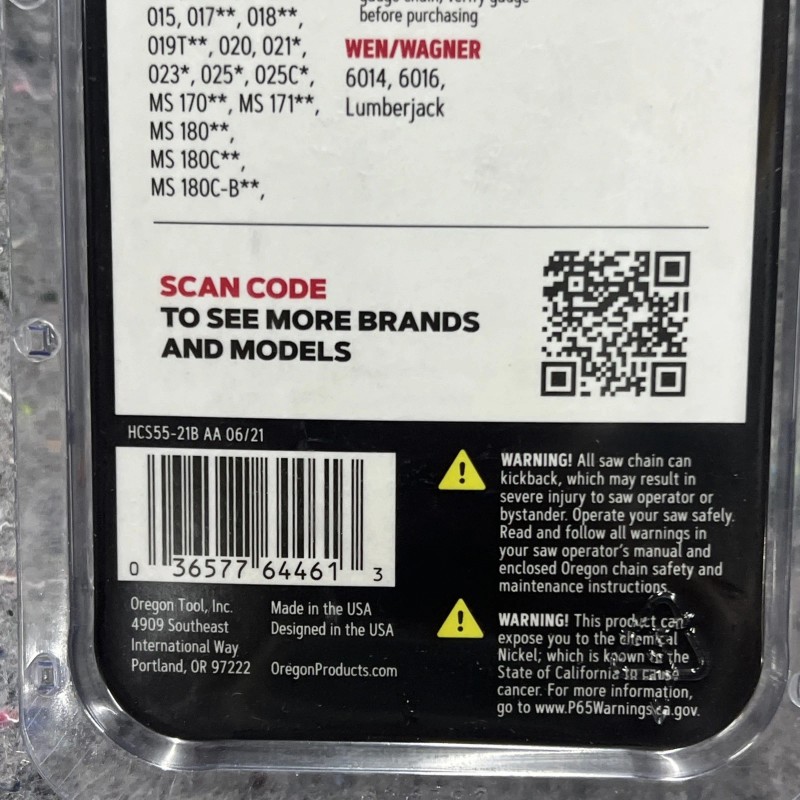 015, 017**, 018**,
019T**, 020, 021*,
023*, 025*, 025C*,
MS 170**, MS 171**,
MS 180**,
MS 180C**,
MS 180C-B**,
before purchasing
WEN/WAGNER
6014, 6016,
Lumberjack
SCAN CODE
TO SEE MORE BRANDS
AND MODELS
HCS55-21B AA 06/21
0 36577 64461 3
Oregon Tool, Inc.
4909 Southeast
International Way
Portland, OR 97222
Made in the USA
Designed in the USA
OregonProducts.com
WARNING! All saw chain can
kickback, which may result in
severe injury to saw operator or
bystander. Operate your saw safely.
Read and follow all warnings in
your saw operator's manual and
enclosed Oregon chain safety and
maintenance instructions.
WARNING! This product can
expose you to the chemical
Nickel; which is known to the
State of California to cause
cancer. For more information,
go to www.P65Warnings.ca.gov.